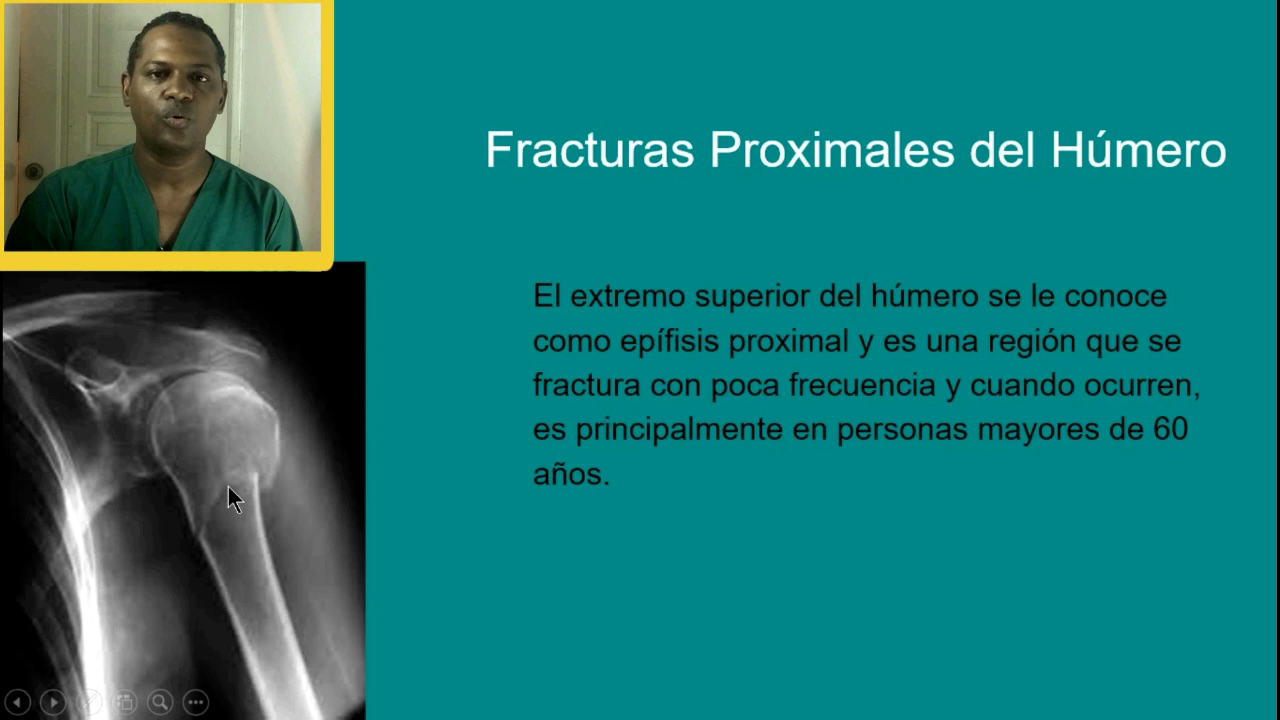 Fracturas Proximales del Húmero
El extremo superior del húmero se le conoce
como epífisis proximal y es una región que se
fractura con poca frecuencia y cuando ocurren,
es principalmente en personas mayores de 60
años.